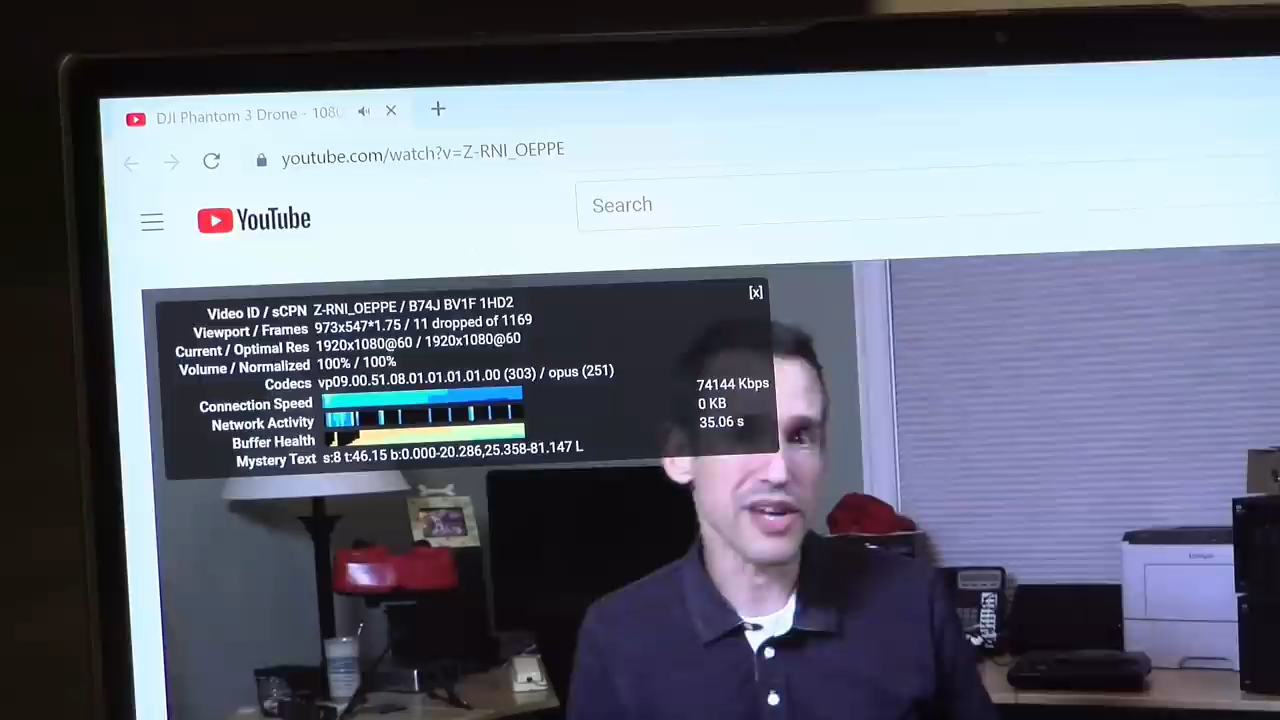 DJI Phantom 3 Drone - 1080
youtube.com/watch?v=Z-RNI_OEPPE
YouTube
Search
[x]
Video ID / sCPN Z-RNI_OEPPE / B74J BV1F 1HD2
Viewport / Frames 973x547*1.75 / 11 dropped of 1169
Current / Optimal Res 1920x1080@60 / 1920x1080@60
Volume / Normalized 100% / 100%
Codecs vp09.00.51.08.01.01.01.01.00 (303) / opus (251)
Connection Speed 74144 Kbps
Network Activity 0 KB
Buffer Health 35.06 s
Mystery Text s:8 t:46.15 b:0.000-20.286,25.358-81.147 L